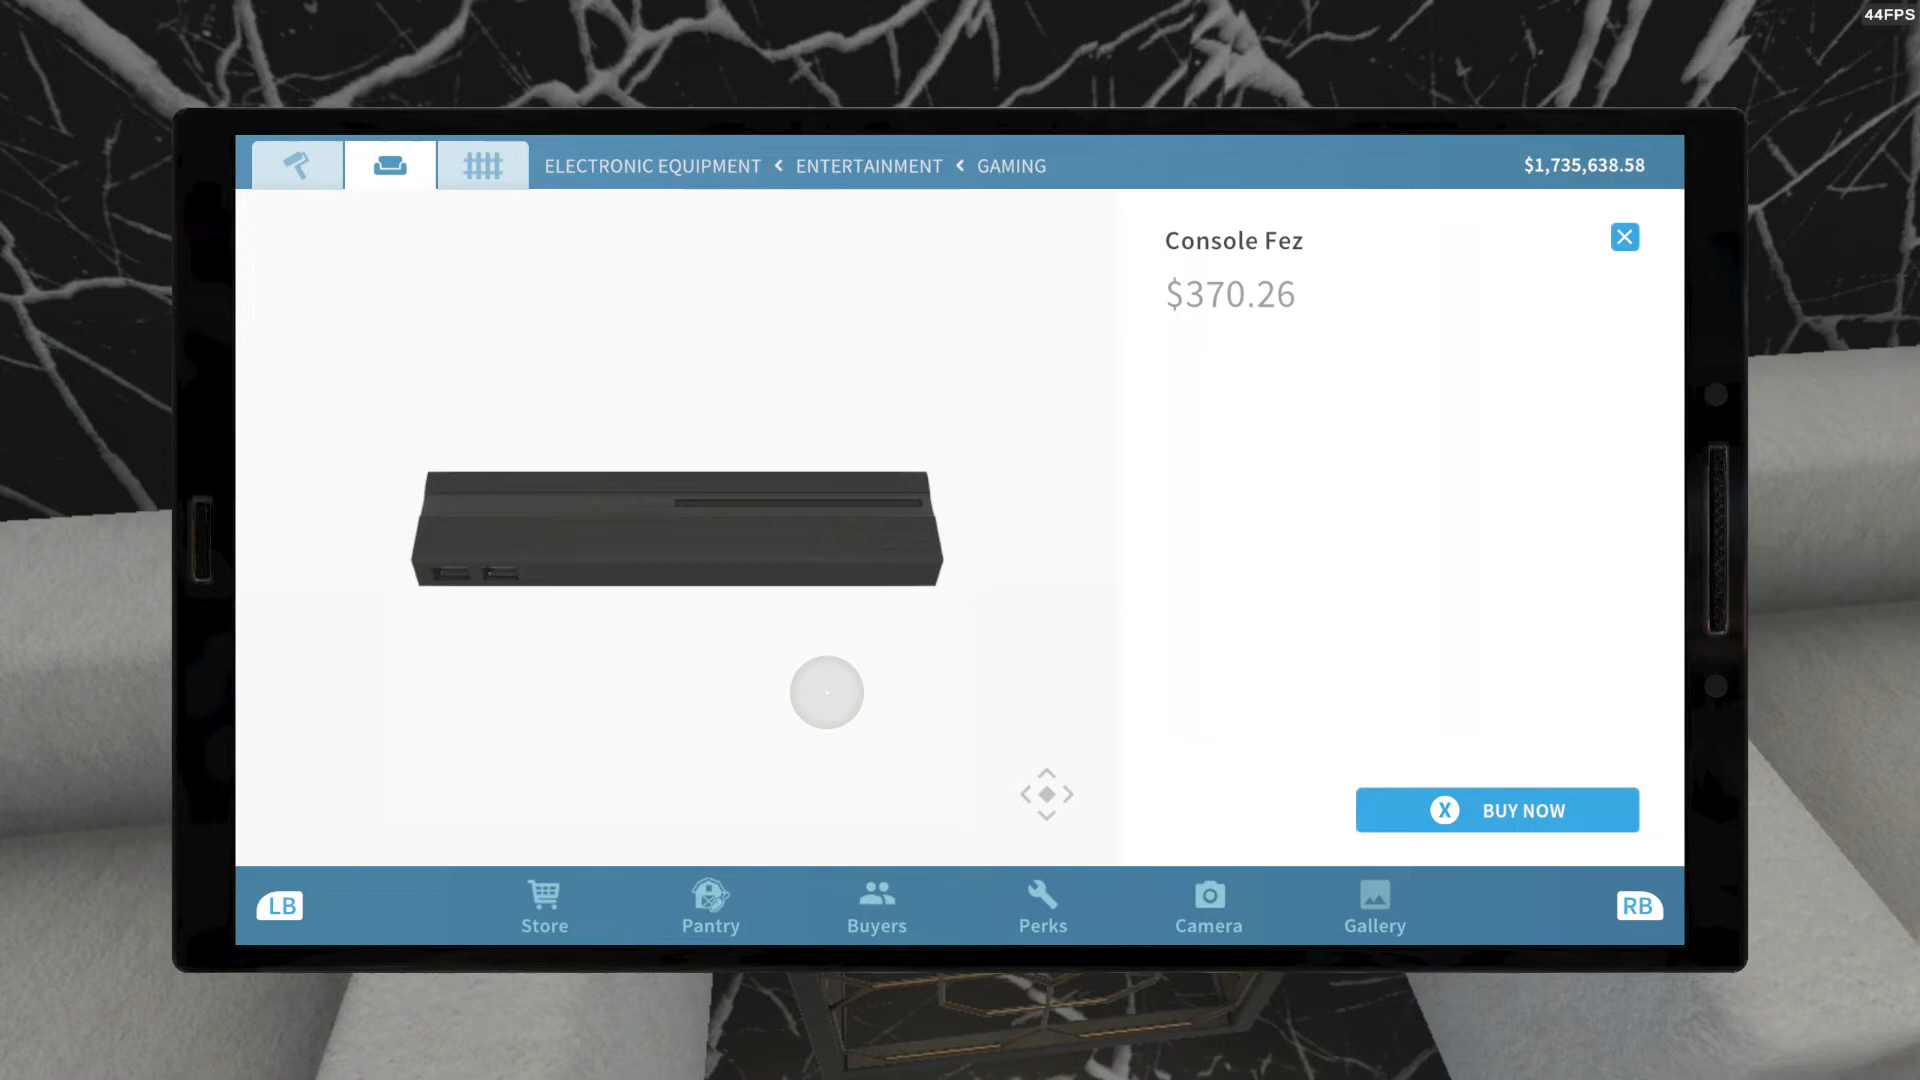 44FPS
ELECTRONIC EQUIPMENT < ENTERTAINMENT < GAMING
$1,735,638.58
Console Fez
$370.26
X BUY NOW
LB
Store
Pantry
Buyers
Perks
Camera
Gallery
RB